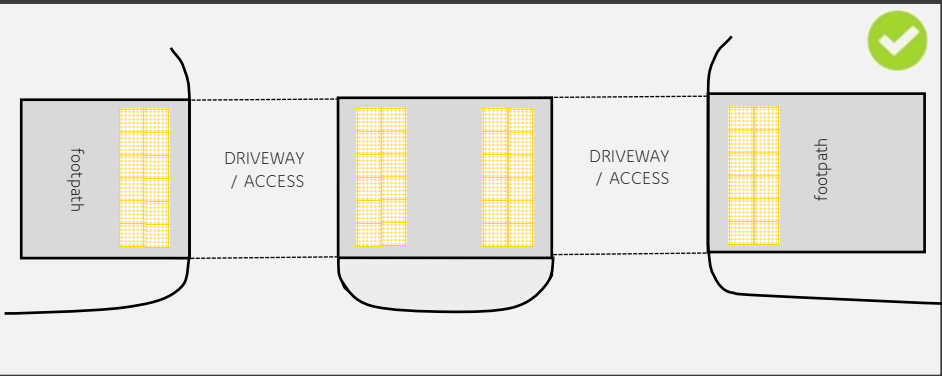 footpath
DRIVEWAY
/ ACCESS
DRIVEWAY
/ ACCESS
footpath